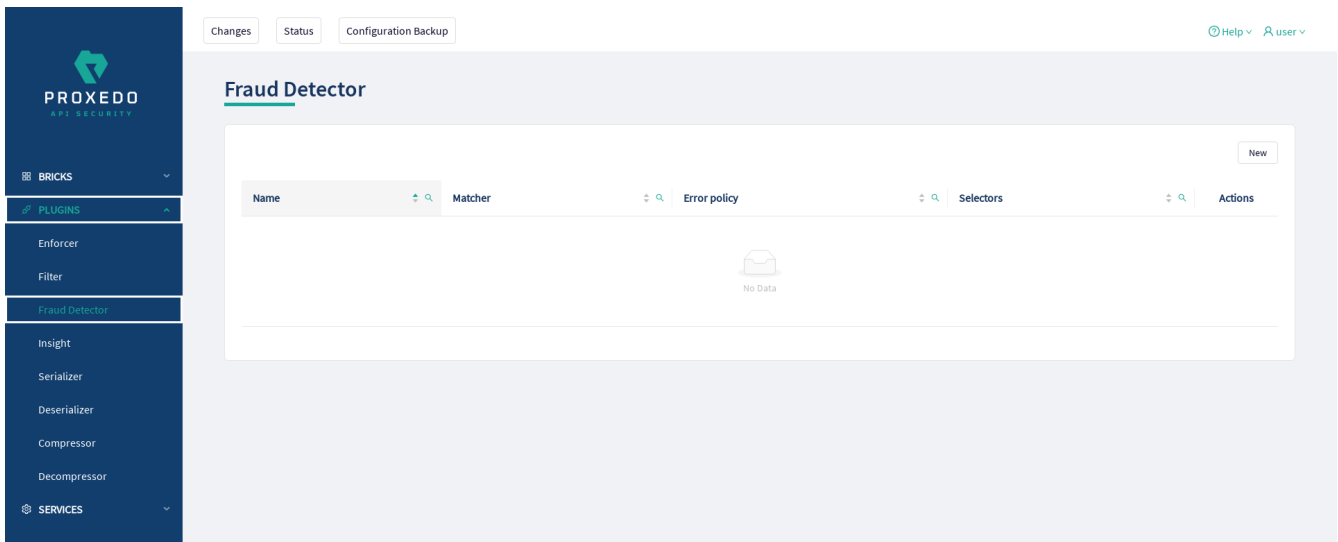 Changes Status Configuration Backup Help user
PROXEDO
API SECURITY
BRICKS
PLUGINS
Enforcer
Filter
Fraud Detector
Insight
Serializer
Deserializer
Compressor
Decompressor
SERVICES
Fraud Detector
New
Name Matcher Error policy Selectors Actions
No Data